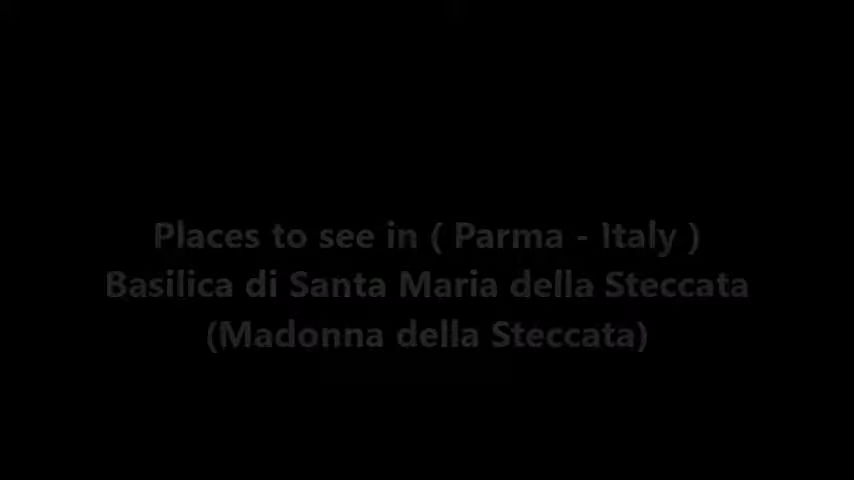 Places to see in ( Parma - Italy )
Basilica di Santa Maria della Steccata
(Madonna della Steccata)